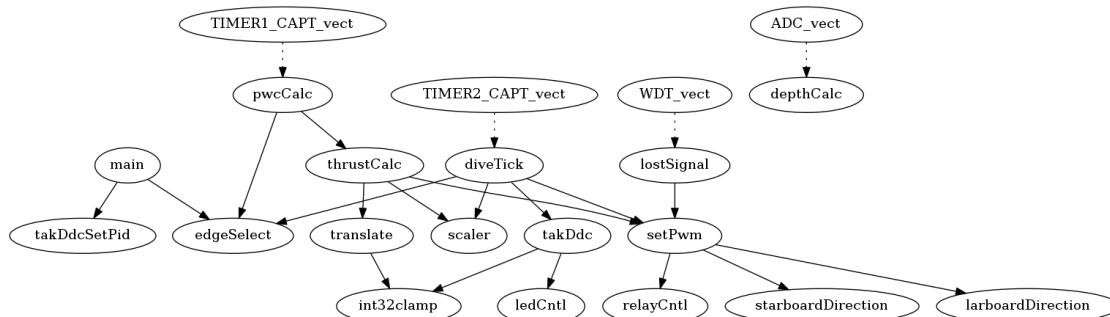 TIMER1_CAPT_vect
ADC_vect
pwcCalc
TIMER2_CAPT_vect
WDT_vect
depthCalc
main
thrustCalc
diveTick
lostSignal
takDdcSetPid
edgeSelect
translate
scaler
takDdc
setPwm
int32clamp
ledCntl
relayCntl
starboardDirection
larboardDirection